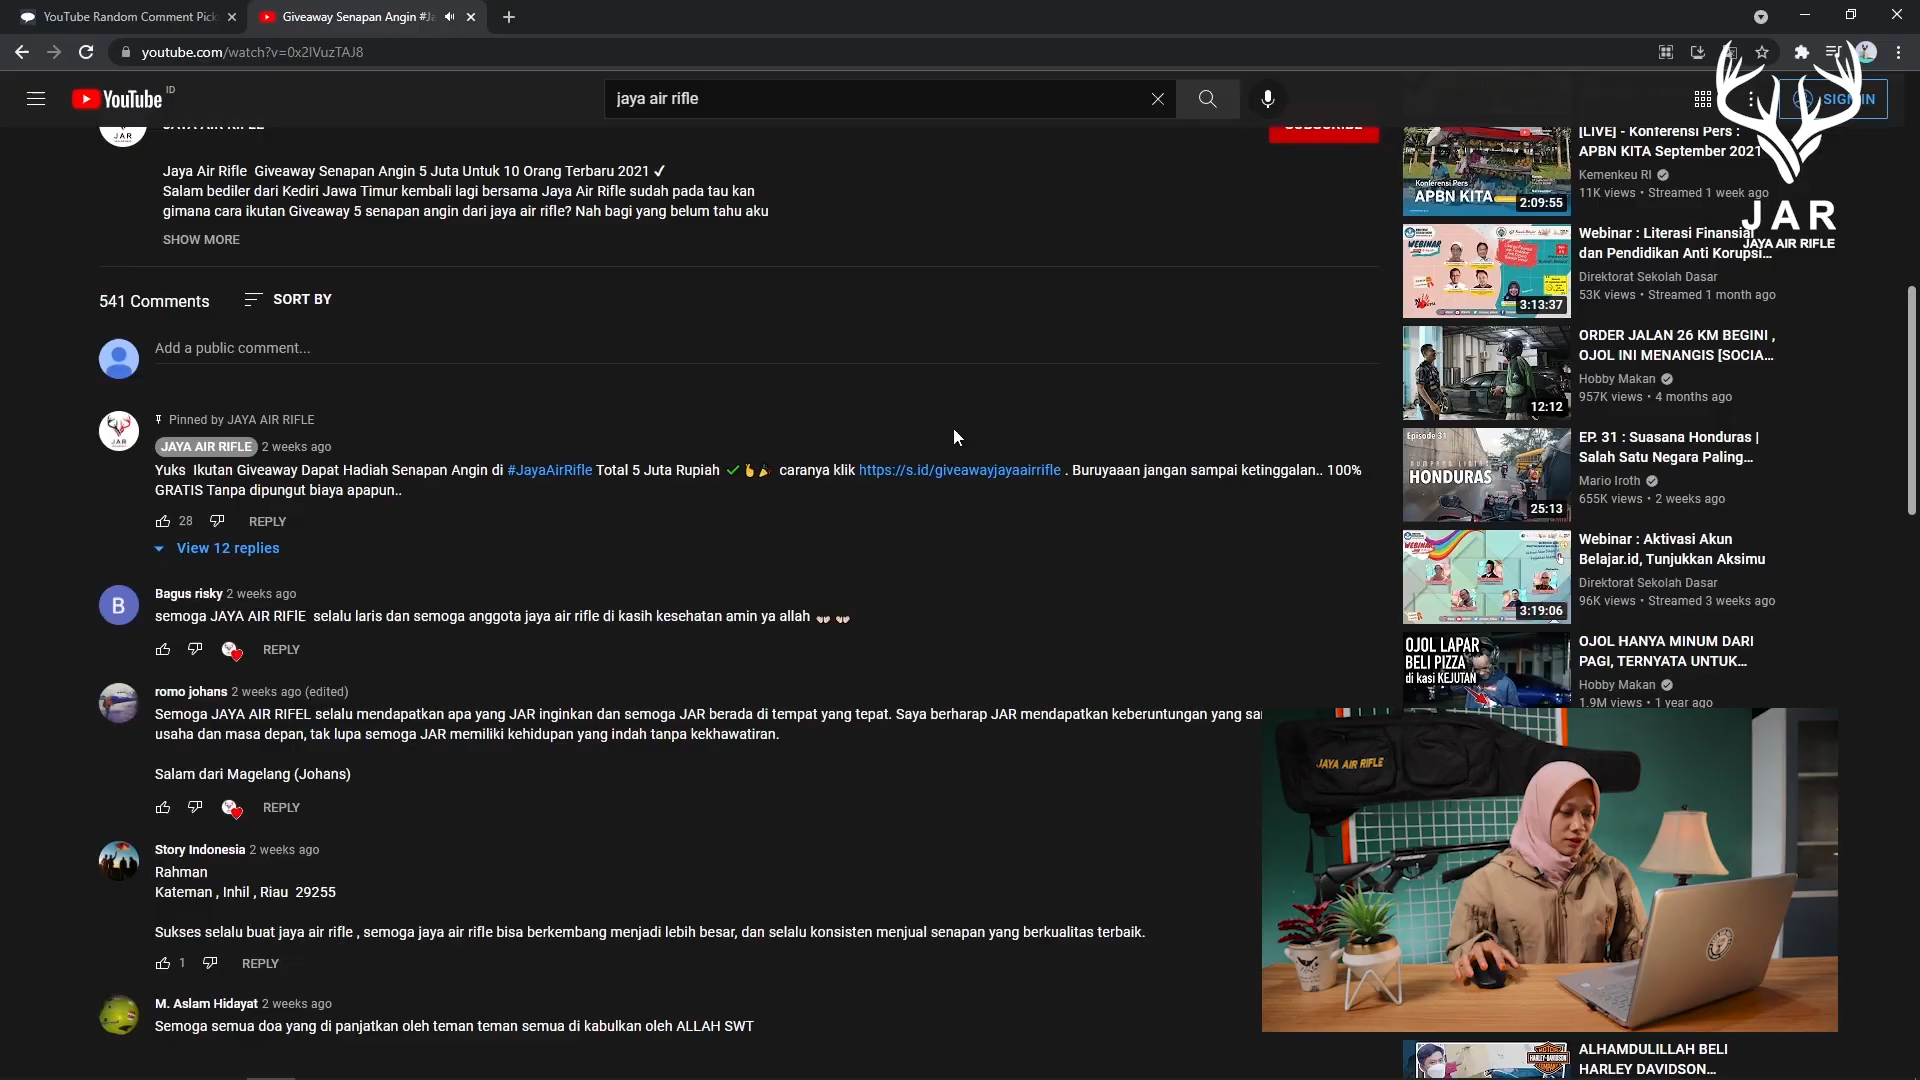 YouTube Random Comment Pick
Giveaway Senapan Angin #Ja
youtube.com/watch?v=0x2lVuzTAJ8
YouTube ID
jaya air rifle
SIGN IN
JAR
JAYA AIR RIFLE
JAR
JAYA AIR RIFLE
SUBSCRIBE
Jaya Air Rifle Giveaway Senapan Angin 5 Juta Untuk 10 Orang Terbaru 2021 ✓
Salam bediler dari Kediri Jawa Timur kembali lagi bersama Jaya Air Rifle sudah pada tau kan
gimana cara ikutan Giveaway 5 senapan angin dari jaya air rifle? Nah bagi yang belum tahu aku
SHOW MORE
541 Comments
SORT BY
Add a public comment...
Pinned by JAYA AIR RIFLE
JAR
JAYA AIR RIFLE 2 weeks ago
Yuks Ikutan Giveaway Dapat Hadiah Senapan Angin di #JayaAirRifle Total 5 Juta Rupiah ✓ caranya klik https://s.id/giveawayjayaairrifle . Buruyaaan jangan sampai ketinggalan.. 100%
GRATIS Tanpa dipungut biaya apapun..
28 REPLY
View 12 replies
B
Bagus risky 2 weeks ago
semoga JAYA AIR RIFlE selalu laris dan semoga anggota jaya air rifle di kasih kesehatan amin ya allah
REPLY
romo johans 2 weeks ago (edited)
Semoga JAYA AIR RIFEL selalu mendapatkan apa yang JAR inginkan dan semoga JAR berada di tempat yang tepat. Saya berharap JAR mendapatkan keberuntungan yang
usaha dan masa depan, tak lupa semoga JAR memiliki kehidupan yang indah tanpa kekhawatiran.
Salam dari Magelang (Johans)
REPLY
Story Indonesia 2 weeks ago
Rahman
Kateman , Inhil , Riau 29255
Sukses selalu buat jaya air rifle , semoga jaya air rifle bisa berkembang menjadi lebih besar, dan selalu konsisten menjual senapan yang berkualitas terbaik.
1 REPLY
M. Aslam Hidayat 2 weeks ago
Semoga semua doa yang di panjatkan oleh teman teman semua di kabulkan oleh ALLAH SWT
[LIVE] - Konferensi Pers :
APBN KITA September 2021
Kemenkeu RI
11K views • Streamed 1 week ago
Konferensi Pers
APBN KITA
2:09:55
Webinar : Literasi Finansial
dan Pendidikan Anti Korupsi...
Direktorat Sekolah Dasar
53K views • Streamed 1 month ago
WEBINAR
3:13:37
ORDER JALAN 26 KM BEGINI ,
OJOL INI MENANGIS [SOCIA...
Hobby Makan
957K views • 4 months ago
12:12
EP. 31 : Suasana Honduras |
Salah Satu Negara Paling...
Mario Iroth
655K views • 2 weeks ago
Episode 31
HONDURAS
25:13
Webinar : Aktivasi Akun
Belajar.id, Tunjukkan Aksimu
Direktorat Sekolah Dasar
96K views • Streamed 3 weeks ago
WEBINAR
3:19:06
OJOL HANYA MINUM DARI
PAGI, TERNYATA UNTUK...
Hobby Makan
1.9M views • 1 year ago
OJOL LAPAR
BELI PIZZA
di kasi KEJUTAN
JAYA AIR RIFLE
ALHAMDULILLAH BELI
HARLEY DAVIDSON...